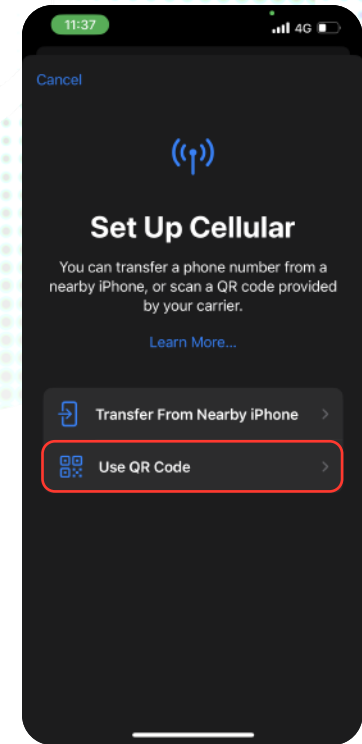 11:37
4G
Cancel
Set Up Cellular
You can transfer a phone number from a
nearby iPhone, or scan a QR code provided
by your carrier.
Learn More...
Transfer From Nearby iPhone
Use QR Code